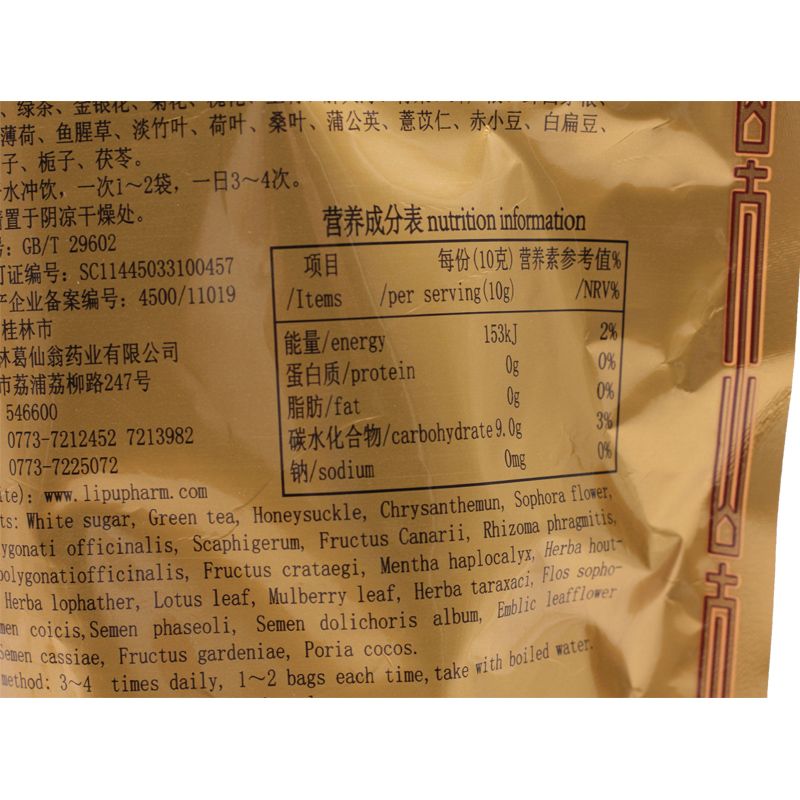 、绿茶、金银花、菊花、槐花、
薄荷、鱼腥草、淡竹叶、荷叶、桑叶、蒲公英、薏苡仁、赤小豆、白扁豆、
子、栀子、茯苓。
水冲饮，一次1～2袋，一日3～4次。
置于阴凉干燥处。
号：GB/T 29602
可证编号：SC11445033100457
产企业备案编号：4500/11019
桂林市
林葛仙翁药业有限公司
市荔浦荔柳路247号
546600
0773-7212452 7213982
0773-7225072
ite): www.lipupharm.com
营养成分表 nutrition information
项目 每份(10克) 营养素参考值%
/Items /per serving(10g) /NRV%
能量/energy 153kJ 2%
蛋白质/protein 0g 0%
脂肪/fat 0g 0%
碳水化合物/carbohydrate 9.0g 3%
钠/sodium 0mg 0%
ts: White sugar, Green tea, Honeysuckle, Chrysanthemun, Sophora flower,
ygonati officinalis, Scaphigerum, Fructus Canarii, Rhizoma phragmitis,
polygonatiofficinalis, Fructus crataegi, Mentha haplocalyx, Herba hout-
Herba lophather, Lotus leaf, Mulberry leaf, Herba taraxaci, Flos sopho-
men coicis, Semen phaseoli, Semen dolichoris album, Emblic leafflower
Semen cassiae, Fructus gardeniae, Poria cocos.
method: 3～4 times daily, 1～2 bags each time, take with boiled water.